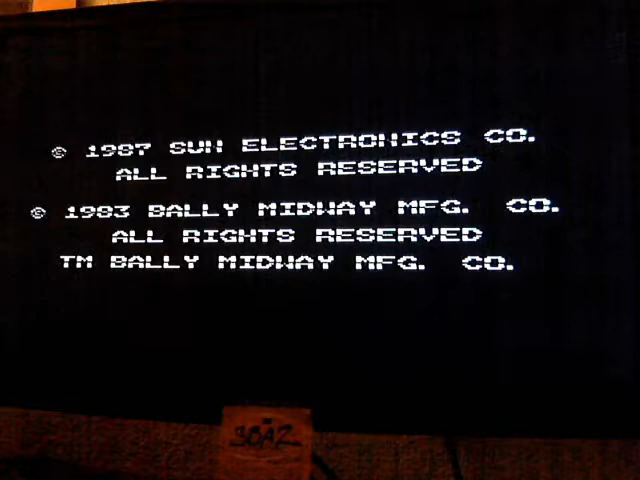 © 1987 SUN ELECTRONICS CO.
ALL RIGHTS RESERVED
© 1983 BALLY MIDWAY MFG. CO.
ALL RIGHTS RESERVED
TM BALLY MIDWAY MFG. CO.